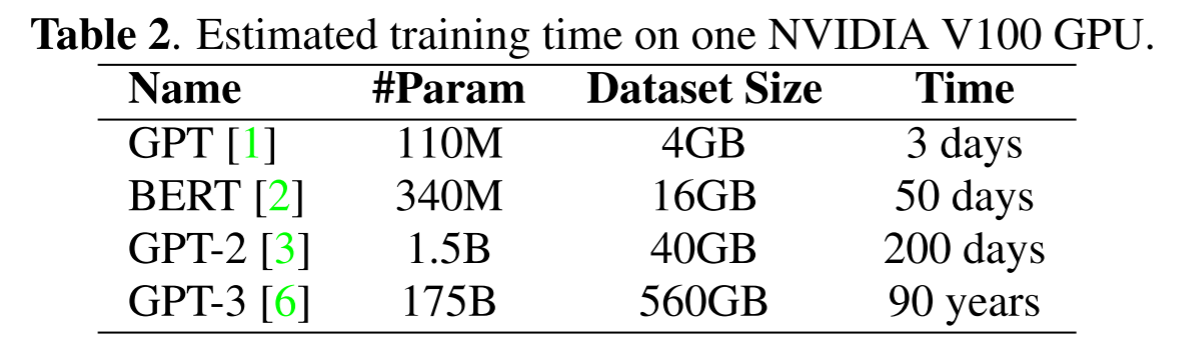 Table 2. Estimated training time on one NVIDIA V100 GPU.
Name #Param Dataset Size Time
GPT [1] 110M 4GB 3 days
BERT [2] 340M 16GB 50 days
GPT-2 [3] 1.5B 40GB 200 days
GPT-3 [6] 175B 560GB 90 years